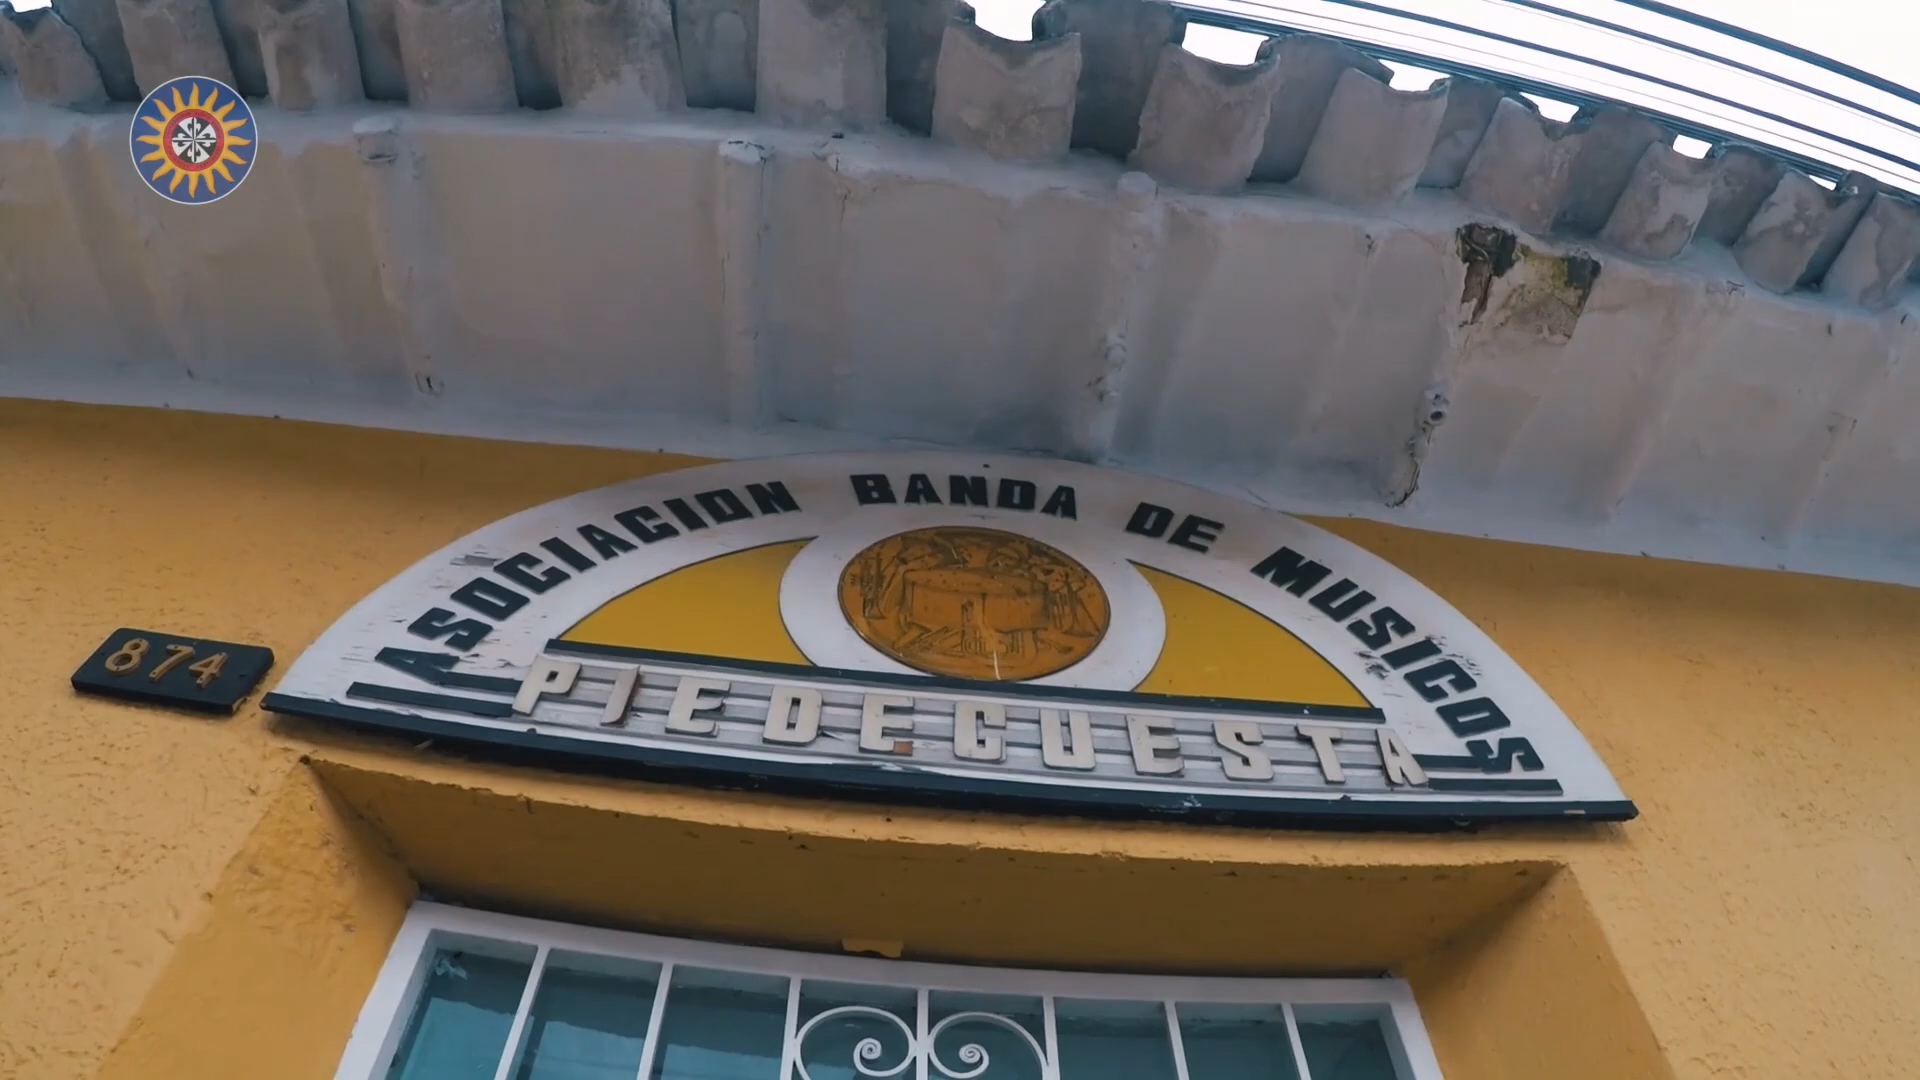 ASOCIACION BANDA DE MUSICOS
PIEDECUESTA
874